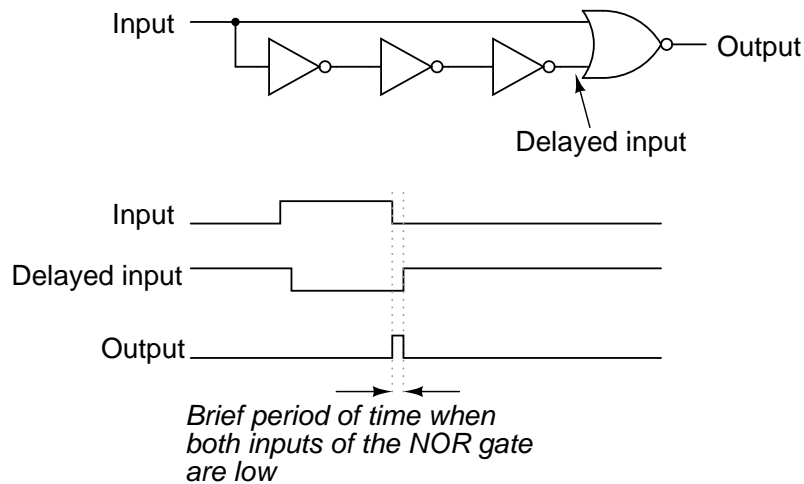 Input
Output
Delayed input
Input
Delayed input
Output
Brief period of time when
both inputs of the NOR gate
are low